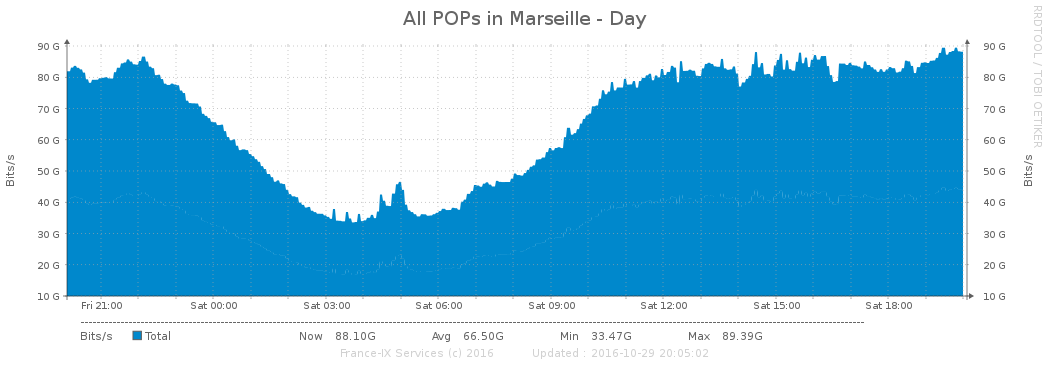 All POPs in Marseille - Day
RRDTOOL / TOBI OETIKER
Bits/s
90 G
80 G
70 G
60 G
50 G
40 G
30 G
20 G
10 G
90 G
80 G
70 G
60 G
50 G
40 G
30 G
20 G
10 G
Bits/s
Fri 21:00 Sat 00:00 Sat 03:00 Sat 06:00 Sat 09:00 Sat 12:00 Sat 15:00 Sat 18:00
Bits/s Total Now 88.10G Avg 66.50G Min 33.47G Max 89.39G
France-IX Services (c) 2016 Updated : 2016-10-29 20:05:02